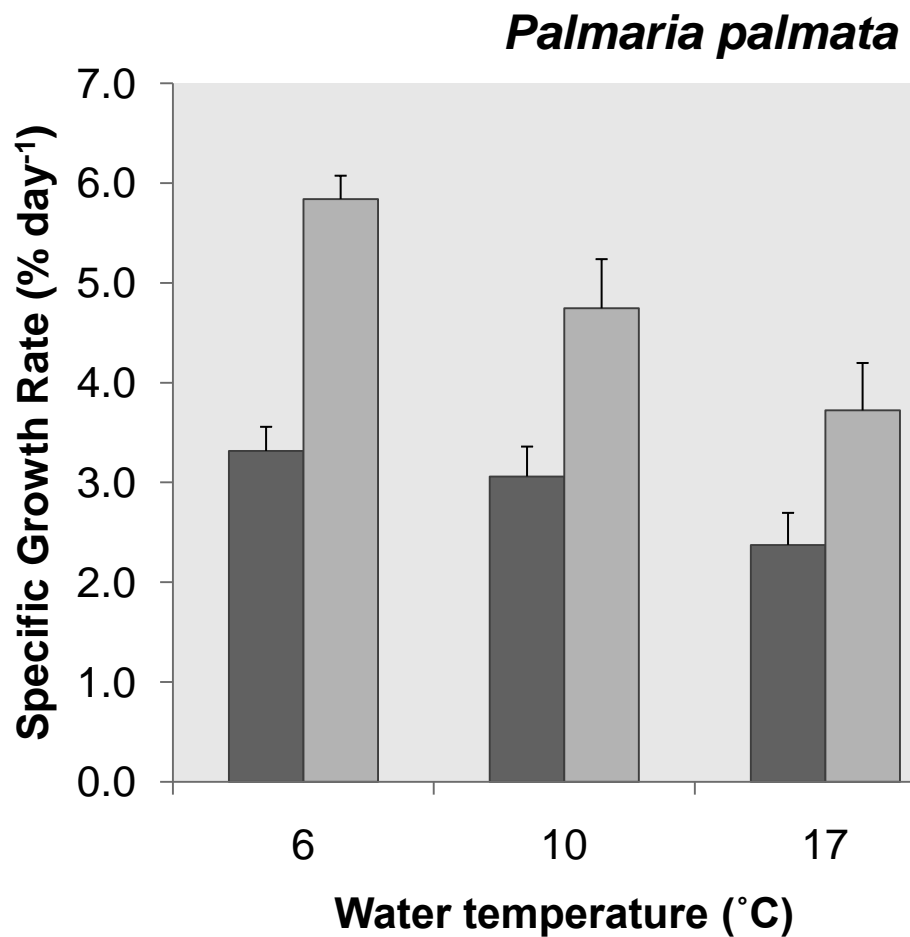 Palmaria palmata
Specific Growth Rate (% day-1)
7.0
6.0
5.0
4.0
3.0
2.0
1.0
0.0
6 10 17
Water temperature (˚C)